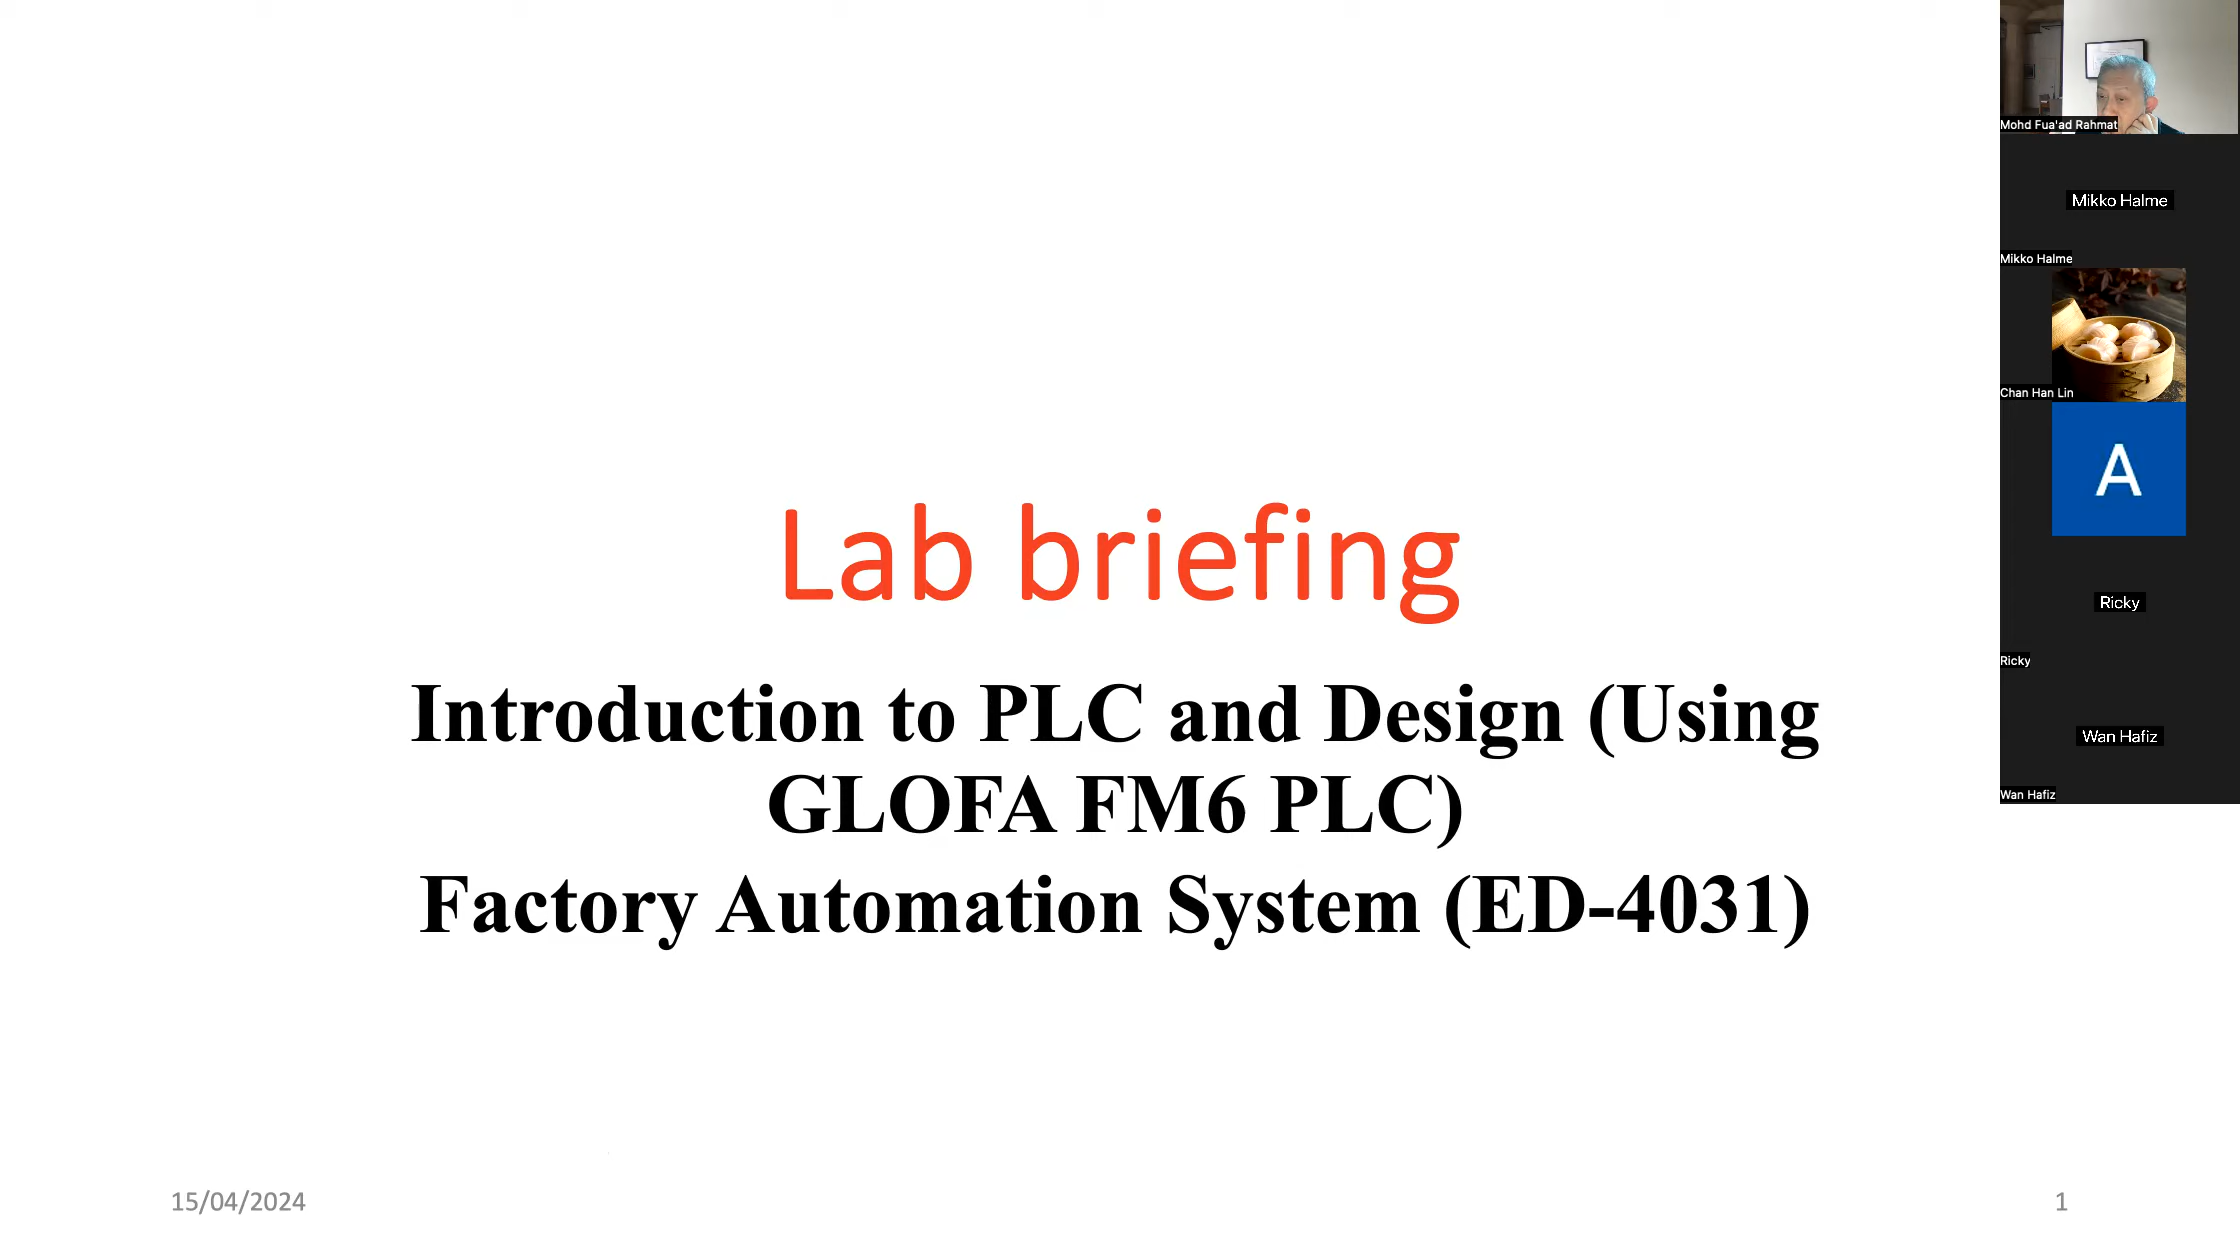 Lab briefing
Introduction to PLC and Design (Using
GLOFA FM6 PLC)
Factory Automation System (ED-4031)
15/04/2024
1
Mohd Fua'ad Rahmat
Mikko Halme
Mikko Halme
Chan Han Lin
A
Ricky
Ricky
Wan Hafiz
Wan Hafiz